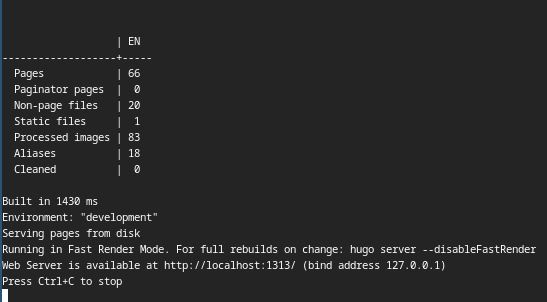 | EN
-------------------+-----
  Pages            | 66
  Paginator pages  |  0
  Non-page files   | 20
  Static files     |  1
  Processed images | 83
  Aliases          | 18
  Cleaned          |  0
Built in 1430 ms
Environment: "development"
Serving pages from disk
Running in Fast Render Mode. For full rebuilds on change: hugo server --disableFastRender
Web Server is available at http://localhost:1313/ (bind address 127.0.0.1)
Press Ctrl+C to stop